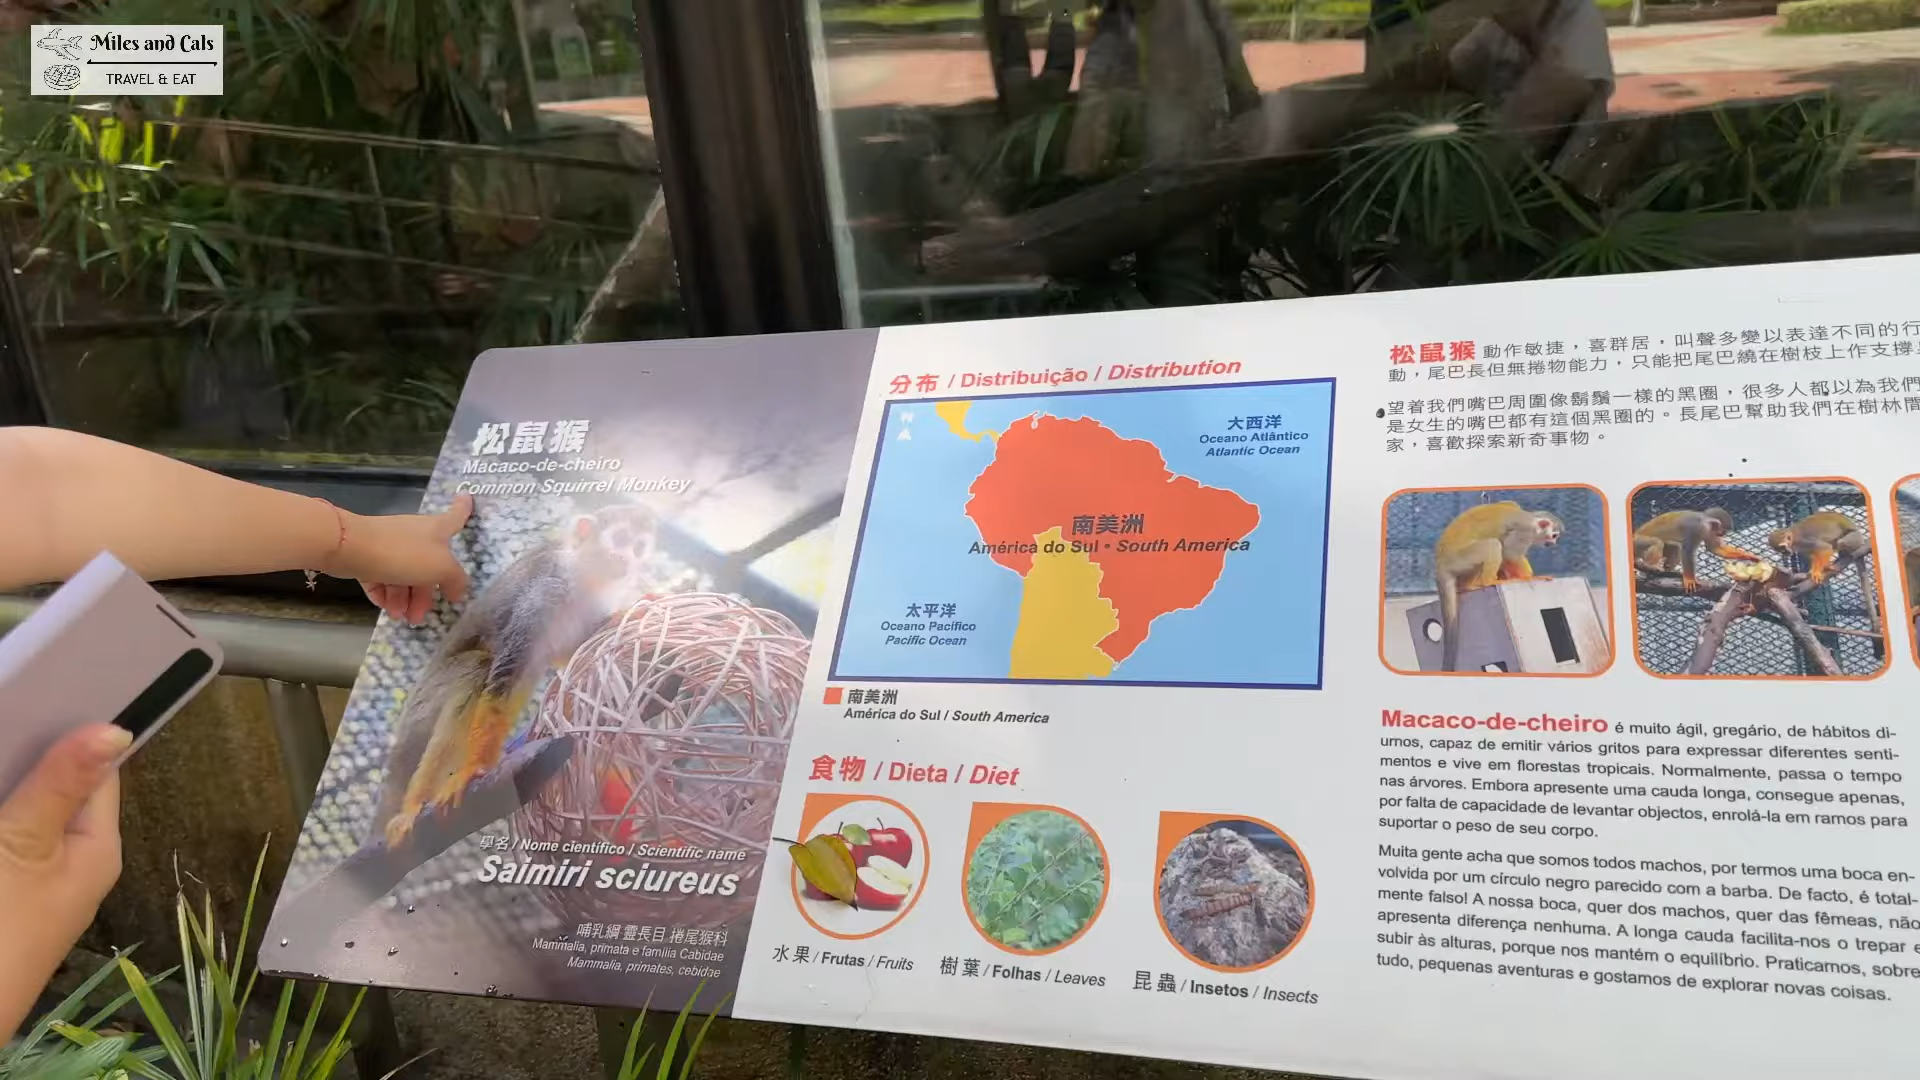 Miles and Cals
TRAVEL & EAT
松鼠猴
Macaco-de-cheiro
Common Squirrel Monkey
學名 / Nome científico / Scientific name
Saimiri sciureus
哺乳綱 靈長目 捲尾猴科
Mammalia, primata e família Cabidae
Mammalia, primates, cebidae
分布 / Distribuição / Distribution
大西洋
Oceano Atlântico
Atlantic Ocean
南美洲
América do Sul • South America
太平洋
Oceano Pacífico
Pacific Ocean
南美洲
América do Sul / South America
食物 / Dieta / Diet
水果 / Frutas / Fruits
樹葉 / Folhas / Leaves
昆蟲 / Insetos / Insects
松鼠猴 動作敏捷,喜群居,叫聲多變以表達不同的行
動,尾巴長但無捲物能力,只能把尾巴繞在樹枝上作支撐
望着我們嘴巴周圍像鬍鬚一樣的黑圈,很多人都以為我們
是女生的嘴巴都有這個黑圈的。長尾巴幫助我們在樹林間
家,喜歡探索新奇事物。
Macaco-de-cheiro é muito ágil, gregário, de hábitos di-
urnos, capaz de emitir vários gritos para expressar diferentes senti-
mentos e vive em florestas tropicais. Normalmente, passa o tempo
nas árvores. Embora apresente uma cauda longa, consegue apenas,
por falta de capacidade de levantar objectos, enrolá-la em ramos para
suportar o peso de seu corpo.
Muita gente acha que somos todos machos, por termos uma boca en-
volvida por um círculo negro parecido com a barba. De facto, é total-
mente falso! A nossa boca, quer dos machos, quer das fêmeas, não
apresenta diferença nenhuma. A longa cauda facilita-nos o trepar e
subir às alturas, porque nos mantém o equilíbrio. Praticamos, sobre
tudo, pequenas aventuras e gostamos de explorar novas coisas.